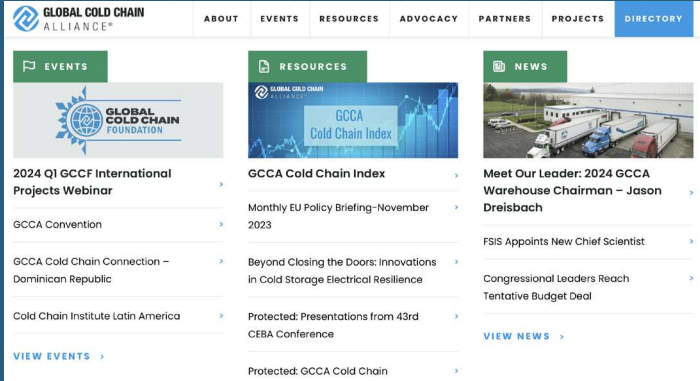 GLOBAL COLD CHAIN
ALLIANCE®
ABOUT
EVENTS
RESOURCES
ADVOCACY
PARTNERS
PROJECTS
DIRECTORY
EVENTS
GLOBAL
COLD CHAIN
FOUNDATION
2024 Q1 GCCF International
Projects Webinar
GCCA Convention
GCCA Cold Chain Connection –
Dominican Republic
Cold Chain Institute Latin America
VIEW EVENTS >
RESOURCES
GLOBAL COLD CHAIN
ALLIANCE
GCCA
Cold Chain Index
GCCA Cold Chain Index
Monthly EU Policy Briefing-November
2023
Beyond Closing the Doors: Innovations
in Cold Storage Electrical Resilience
Protected: Presentations from 43rd
CEBA Conference
Protected: GCCA Cold Chain
NEWS
Meet Our Leader: 2024 GCCA
Warehouse Chairman – Jason
Dreisbach
FSIS Appoints New Chief Scientist
Congressional Leaders Reach
Tentative Budget Deal
VIEW NEWS >